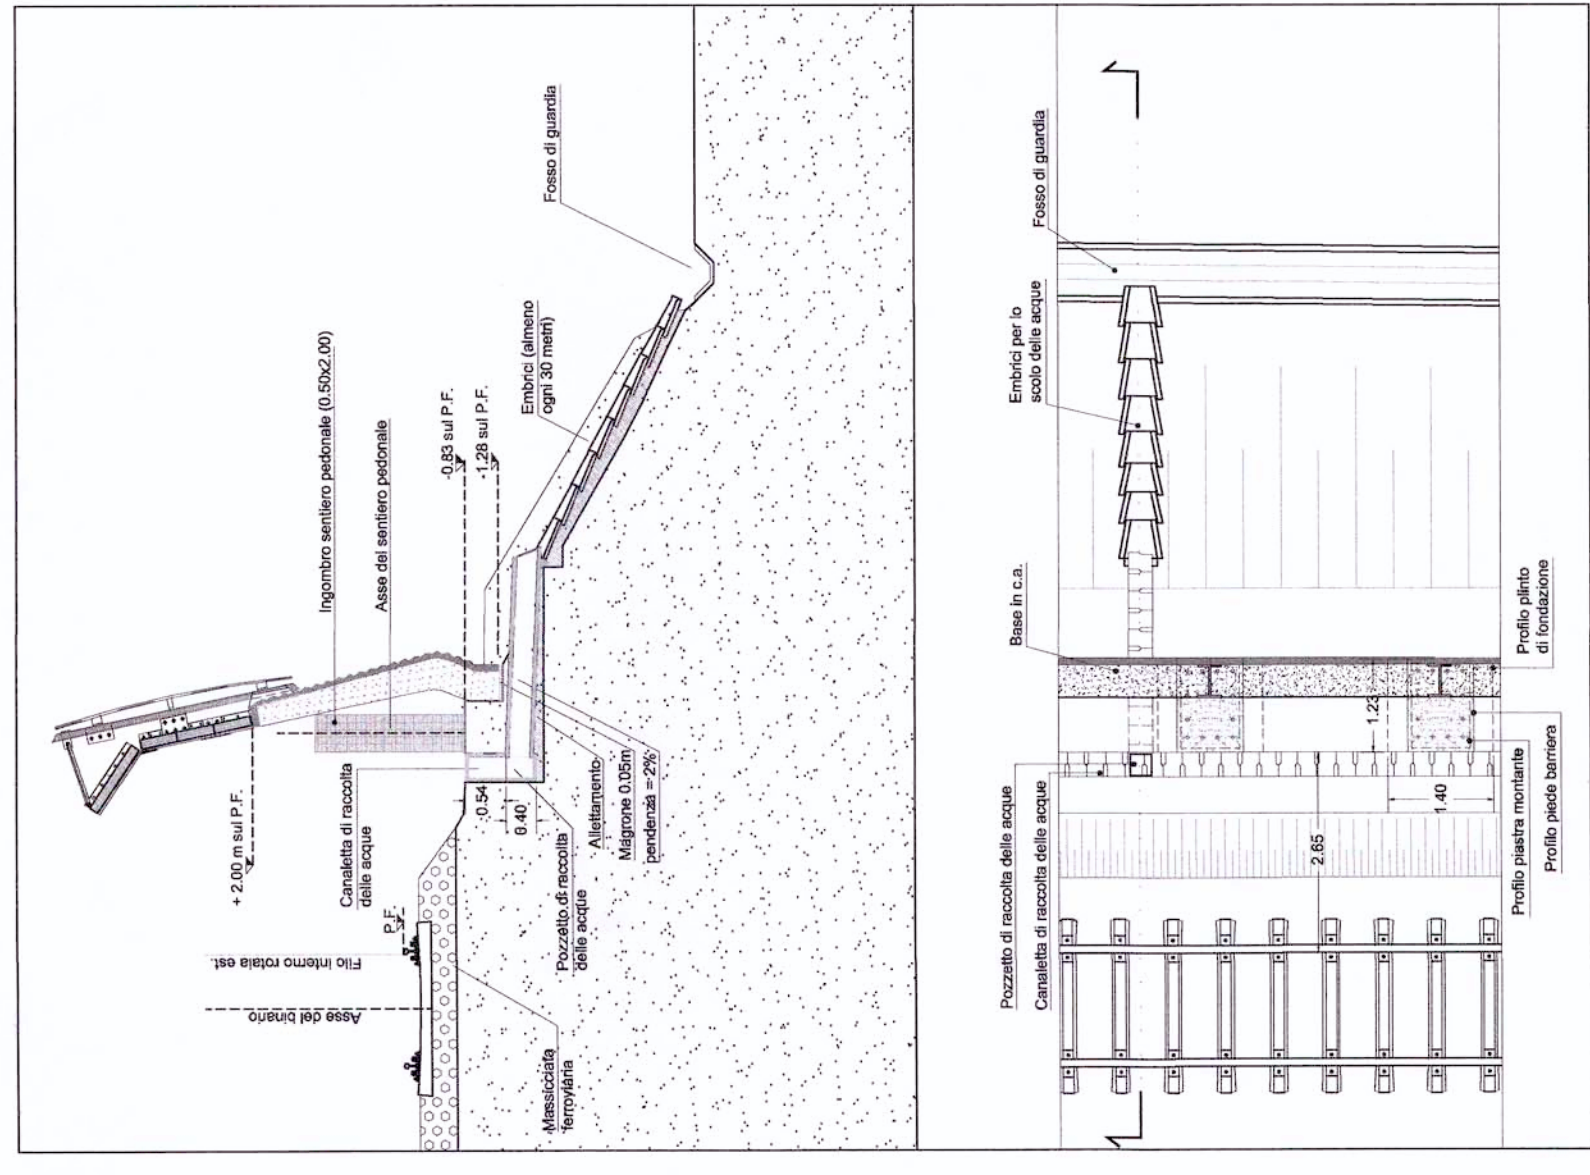 Fosso di guardia
Ingombro sentiero pedonale (0.50x2.00)
Asse del sentiero pedonale
-0.83 sul P.F.
-1.28 sul P.F.
Embrici (almeno
ogni 30 metri)
+ 2.00 m sul P.F.
Canaletta di raccolta
delle acque
0.54
0.40
P.F.
Filo interno rotaia est.
Asse del binario
Pozzetto di raccolta
delle acque
Allettamento
Magrone 0.05m
pendenza =-2%
Massicciata
ferroviaria
Fosso di guardia
Embrici per lo
scolo delle acque
Base in c.a.
Profilo plinto
di fondazione
1.23
2.65
1.40
Pozzetto di raccolta delle acque
Canaletta di raccolta delle acque
Profilo piastra montante
Profilo piede barriera